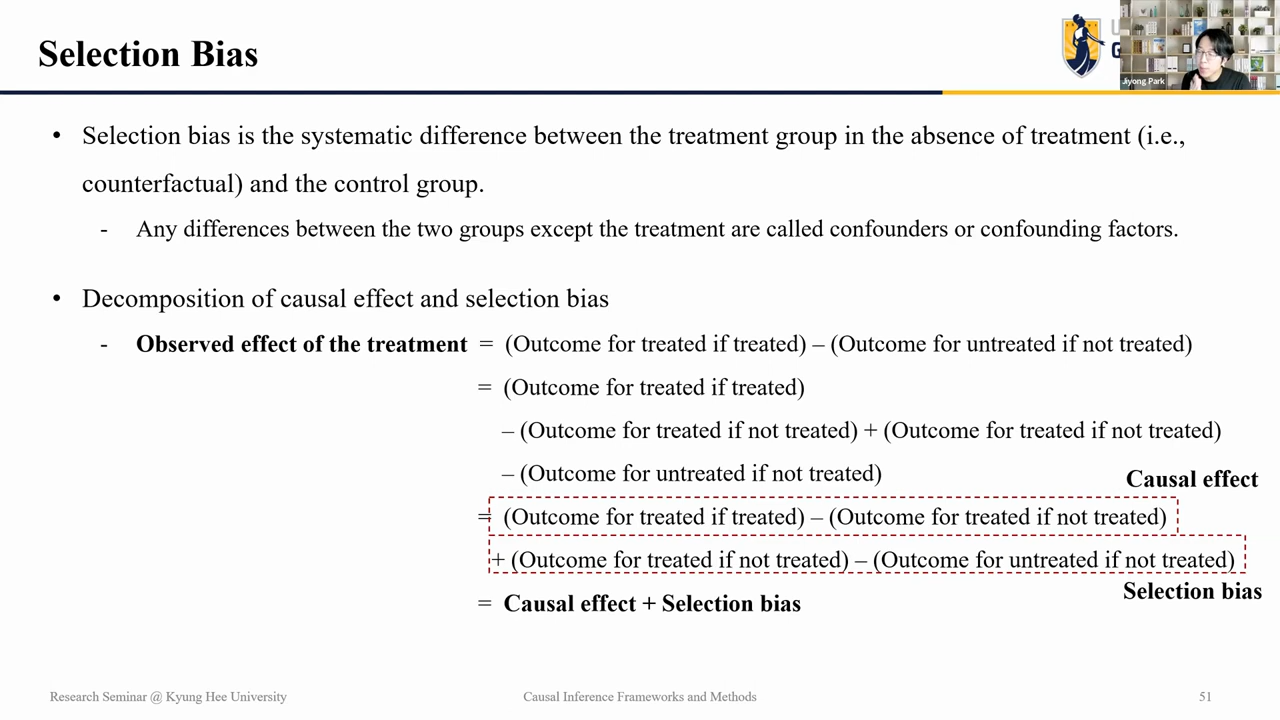 Selection Bias
Jiyong Park
• Selection bias is the systematic difference between the treatment group in the absence of treatment (i.e.,
counterfactual) and the control group.
- Any differences between the two groups except the treatment are called confounders or confounding factors.
• Decomposition of causal effect and selection bias
- Observed effect of the treatment = (Outcome for treated if treated) – (Outcome for untreated if not treated)
= (Outcome for treated if treated)
– (Outcome for treated if not treated) + (Outcome for treated if not treated)
– (Outcome for untreated if not treated)
Causal effect
= (Outcome for treated if treated) – (Outcome for treated if not treated)
+ (Outcome for treated if not treated) – (Outcome for untreated if not treated)
Selection bias
= Causal effect + Selection bias
Research Seminar @ Kyung Hee University
Causal Inference Frameworks and Methods
51